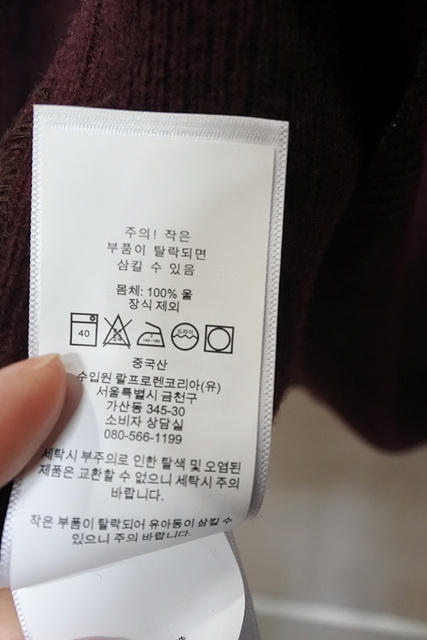 주의! 작은
부품이 탈락되면
삼킬 수 있음
몸체: 100% 울
장식 제외
40
드라이
중국산
수입원 랄프로렌코리아(유)
서울특별시 금천구
가산동 345-30
소비자 상담실
080-566-1199
세탁시 부주의로 인한 탈색 및 오염된
제품은 교환할 수 없으니 세탁시 주의
바랍니다.
작은 부품이 탈락되어 유아동이 삼킬 수
있으니 주의 바랍니다.